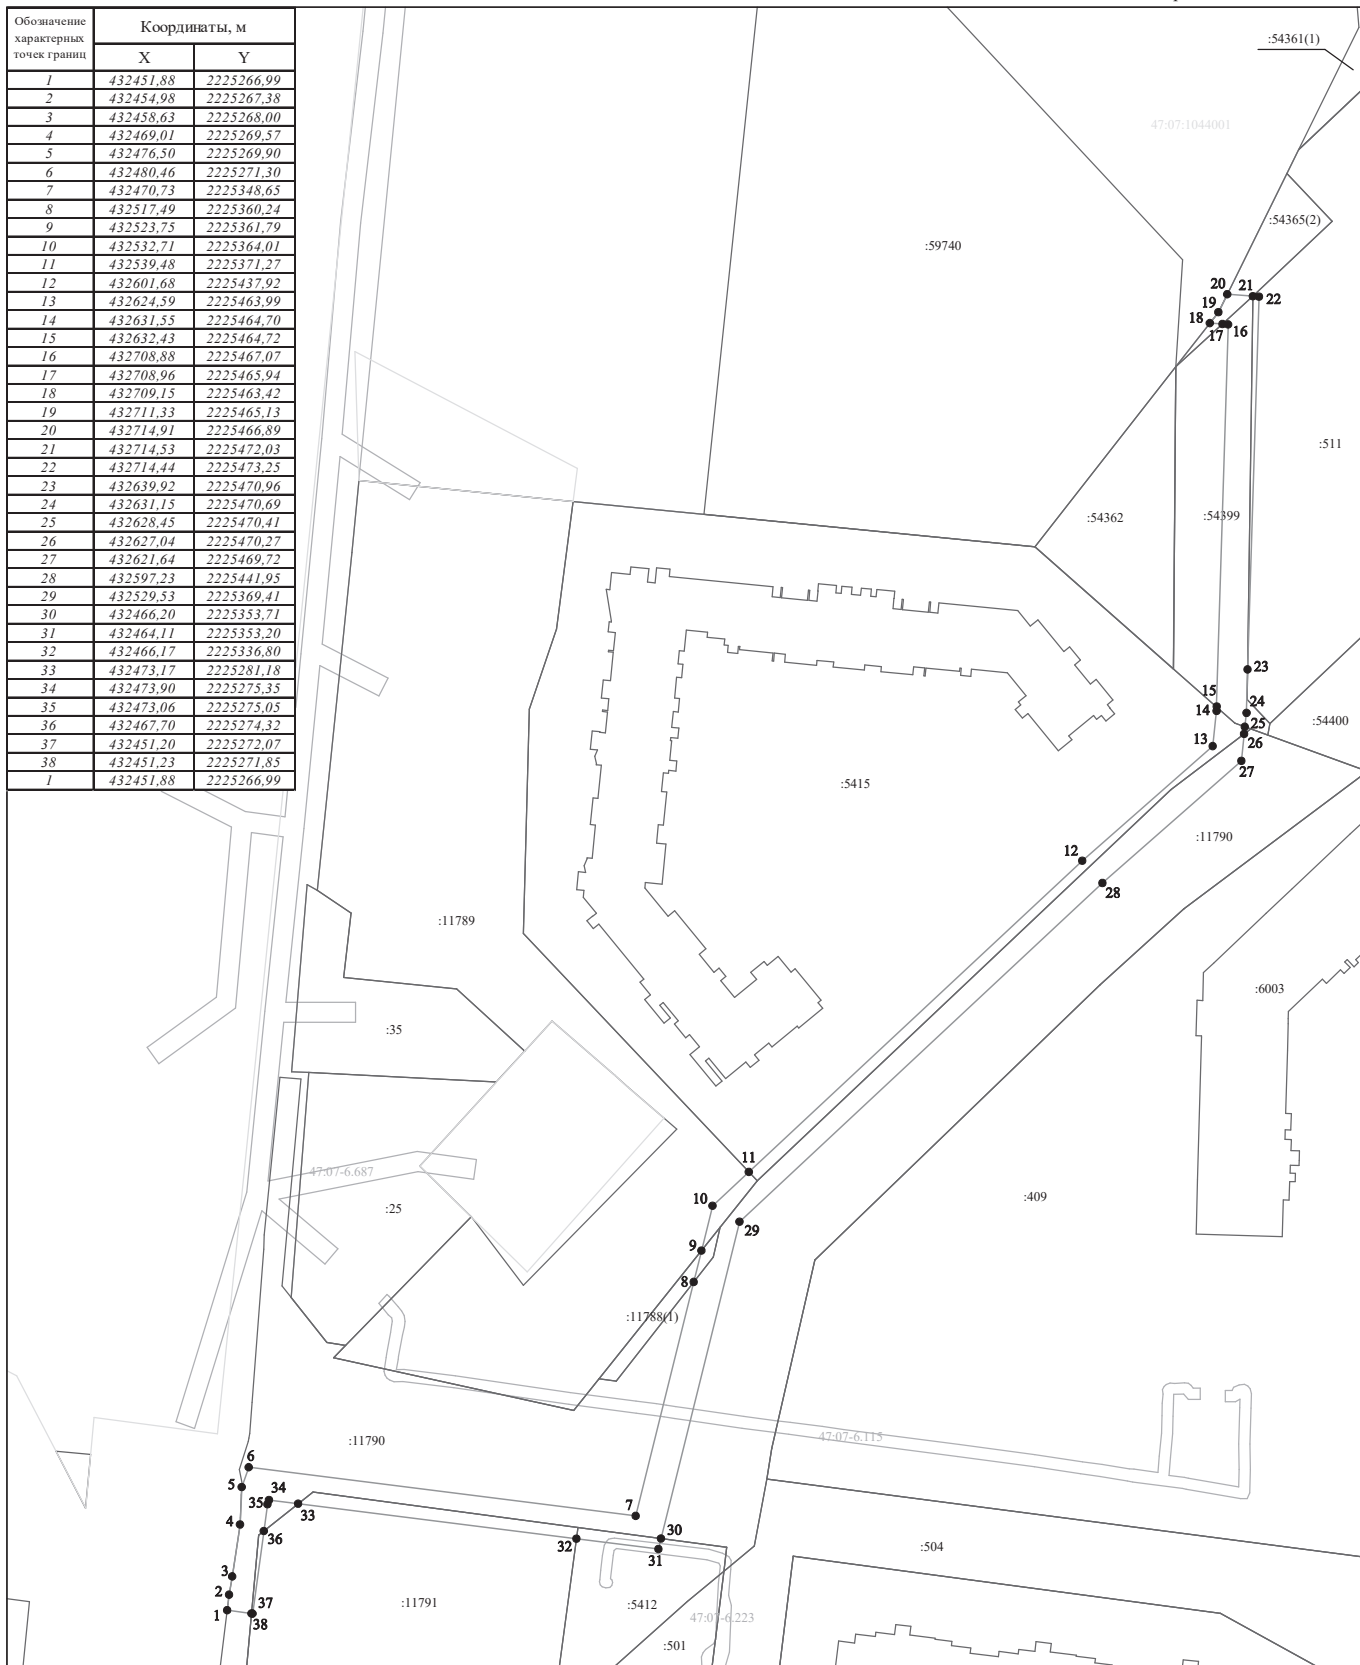 Обозначение характерных точек границ | Координаты, м
X | Y
1 | 432451,88 | 2225266,99
2 | 432454,98 | 2225267,38
3 | 432458,63 | 2225268,00
4 | 432469,01 | 2225269,57
5 | 432476,50 | 2225269,90
6 | 432480,46 | 2225271,30
7 | 432470,73 | 2225348,65
8 | 432517,49 | 2225360,24
9 | 432523,75 | 2225361,79
10 | 432532,71 | 2225364,01
11 | 432539,48 | 2225371,27
12 | 432601,68 | 2225437,92
13 | 432624,59 | 2225463,99
14 | 432631,55 | 2225464,70
15 | 432632,43 | 2225464,72
16 | 432708,88 | 2225467,07
17 | 432708,96 | 2225465,94
18 | 432709,15 | 2225463,42
19 | 432711,33 | 2225465,13
20 | 432714,91 | 2225466,89
21 | 432714,53 | 2225472,03
22 | 432714,44 | 2225473,25
23 | 432639,92 | 2225470,96
24 | 432631,15 | 2225470,69
25 | 432628,45 | 2225470,41
26 | 432627,04 | 2225470,27
27 | 432621,64 | 2225469,72
28 | 432597,23 | 2225441,95
29 | 432529,53 | 2225369,41
30 | 432466,20 | 2225353,71
31 | 432464,11 | 2225353,20
32 | 432466,17 | 2225336,80
33 | 432473,17 | 2225281,18
34 | 432473,90 | 2225275,35
35 | 432473,06 | 2225275,05
36 | 432467,70 | 2225274,32
37 | 432451,20 | 2225272,07
38 | 432451,23 | 2225271,85
1 | 432451,88 | 2225266,99
:54361(1)
47:07:1044001
:54365(2)
:59740
20
21
22
19
18
17
16
:511
:54362
:54399
23
15
14
24
25
:54400
13
26
27
:5415
:11790
12
28
:11789
:6003
:35
11
47:07-6.687
10
:409
:25
29
9
8
:11788(1)
47:07-6.115
:11790
6
5
34
35
33
7
4
36
32
30
31
:504
3
2
37
1
38
:11791
:5412
47:07-6.223
:501